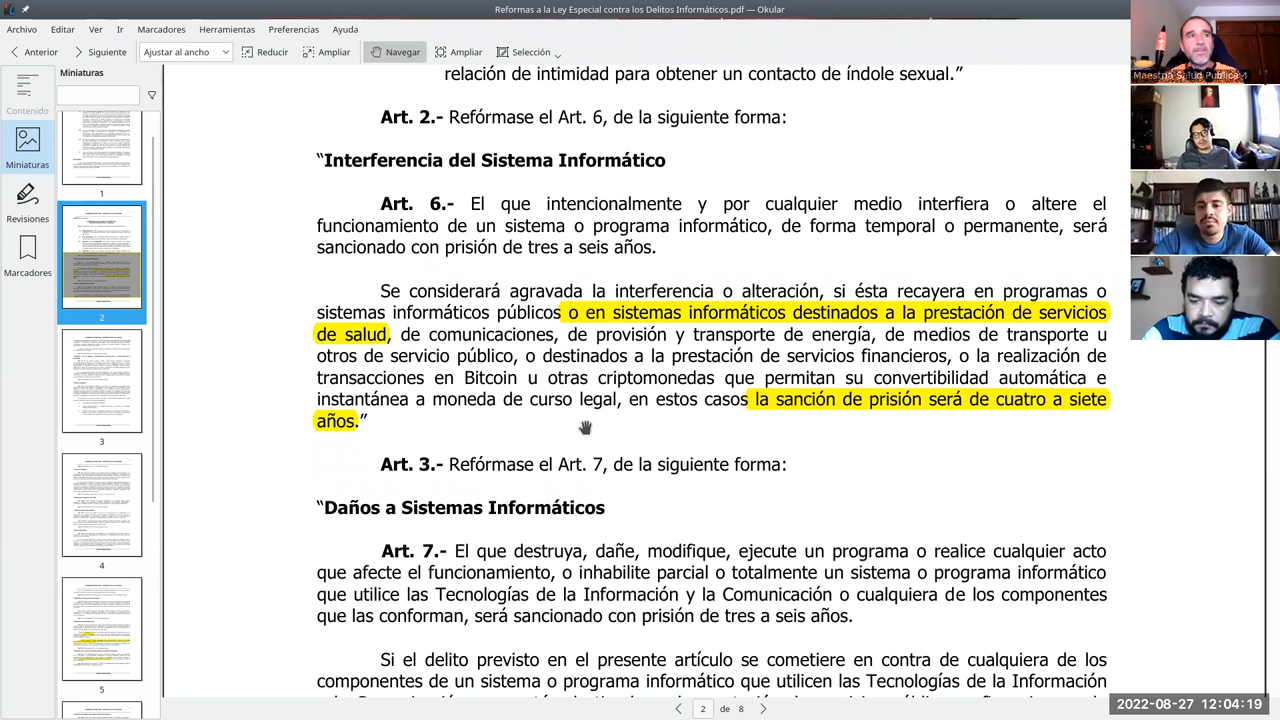 Reformas a la Ley Especial contra los Delitos Informáticos.pdf — Okular
Archivo Editar Ver Ir Marcadores Herramientas Preferencias Ayuda
Anterior Siguiente Ajustar al ancho Reducir Ampliar Navegar Ampliar Selección
Contenido
Miniaturas
Revisiones
Marcadores
Miniaturas
1
2
3
4
5
relación de intimidad para obtener un contacto de índole sexual.”
Art. 2.- Refórmase el Art. 6, de la siguiente forma:
“Interferencia del Sistema Informático
Art. 6.- El que intencionalmente y por cualquier medio interfiera o altere el
funcionamiento de un sistema o programa informático, de forma temporal o permanente, será
sancionado con prisión de tres a seis años.
Se considerará agravada la interferencia o alteración, si ésta recayera en programas o
sistemas informáticos públicos o en sistemas informáticos destinados a la prestación de servicios
de salud, de comunicaciones, de provisión y transporte de energía, de medios de transporte u
otros de servicio público, o destinados a la prestación de servicios financieros, o a realización de
transacciones en Bitcoin, otras criptomonedas que permitan su convertibilidad automática e
instantánea a moneda de curso legal, en estos casos la sanción de prisión será de cuatro a siete
años.”
Art. 3.- Refórmase el Art. 7, de la siguiente forma:
“Daños a Sistemas Informáticos
Art. 7.- El que destruya, dañe, modifique, ejecute un programa o realice cualquier acto
que afecte el funcionamiento o inhabilite parcial o totalmente un sistema o programa informático
que utilice las Tecnologías de la Información y la Comunicación o cualquiera de los componentes
que las conforman, será sancionado con prisión de tres a seis años.
Si el delito previsto en el presente artículo se cometiere en contra de cualquiera de los
componentes de un sistema o programa informático que utilicen las Tecnologías de la Información
2 de 8
Maestría Salud Publica 4
2022-08-27 12:04:19